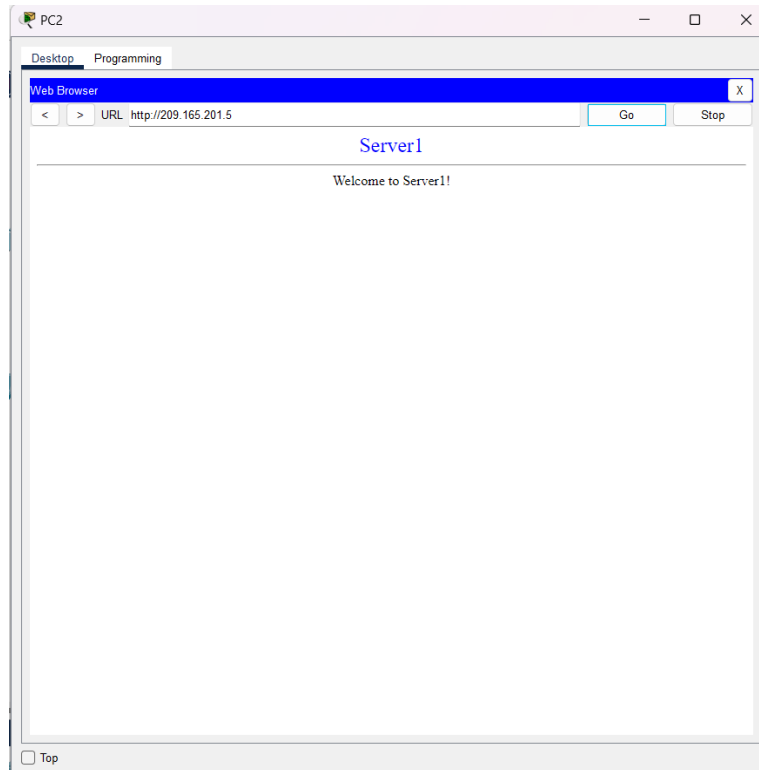 PC2
Desktop Programming
Web Browser X
< > URL http://209.165.201.5 Go Stop
Server1
Welcome to Server1!
Top